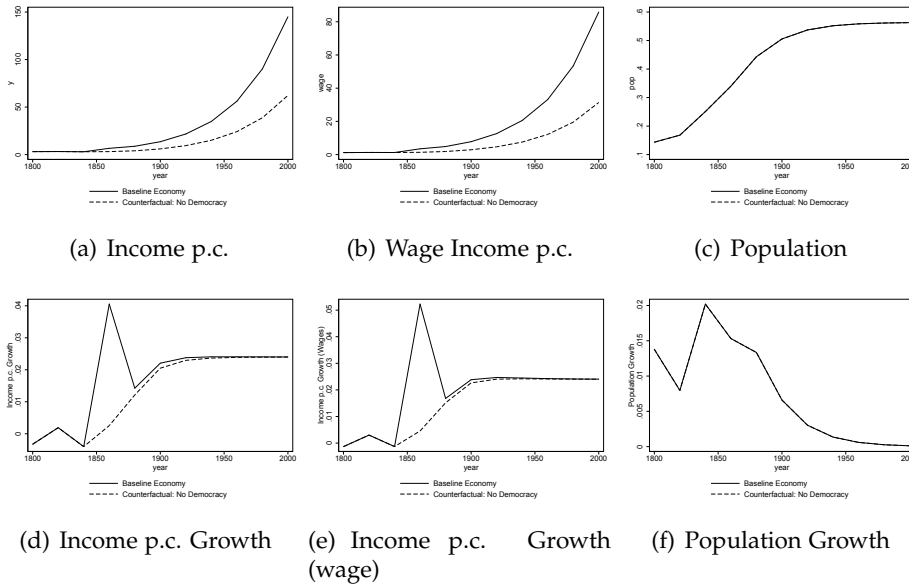 150
100
50
0
y
1800 1850 1900 1950 2000
year
Baseline Economy
Counterfactual: No Democracy
(a) Income p.c.
80
60
40
20
0
wage
1800 1850 1900 1950 2000
year
Baseline Economy
Counterfactual: No Democracy
(b) Wage Income p.c.
.6
.5
.4
.3
.2
.1
pop
1800 1850 1900 1950 2000
year
Baseline Economy
Counterfactual: No Democracy
(c) Population
.04
.03
.02
.01
0
Income p.c. Growth
1800 1850 1900 1950 2000
year
Baseline Economy
Counterfactual: No Democracy
(d) Income p.c. Growth
.05
.04
.03
.02
.01
0
Income p.c. Growth (Wages)
1800 1850 1900 1950 2000
year
Baseline Economy
Counterfactual: No Democracy
(e) Income p.c. Growth
(wage)
.02
.015
.01
.005
0
Population Growth
1800 1850 1900 1950 2000
year
Baseline Economy
Counterfactual: No Democracy
(f) Population Growth